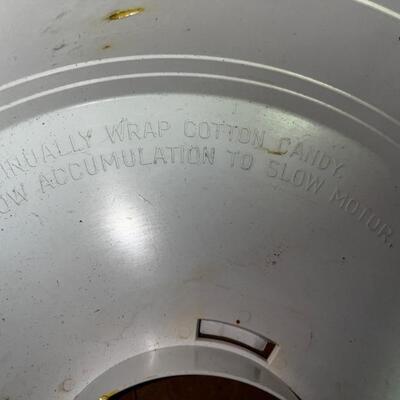 INUALLY WRAP COTTON CANDY.
OW ACCUMULATION TO SLOW MOTOR.